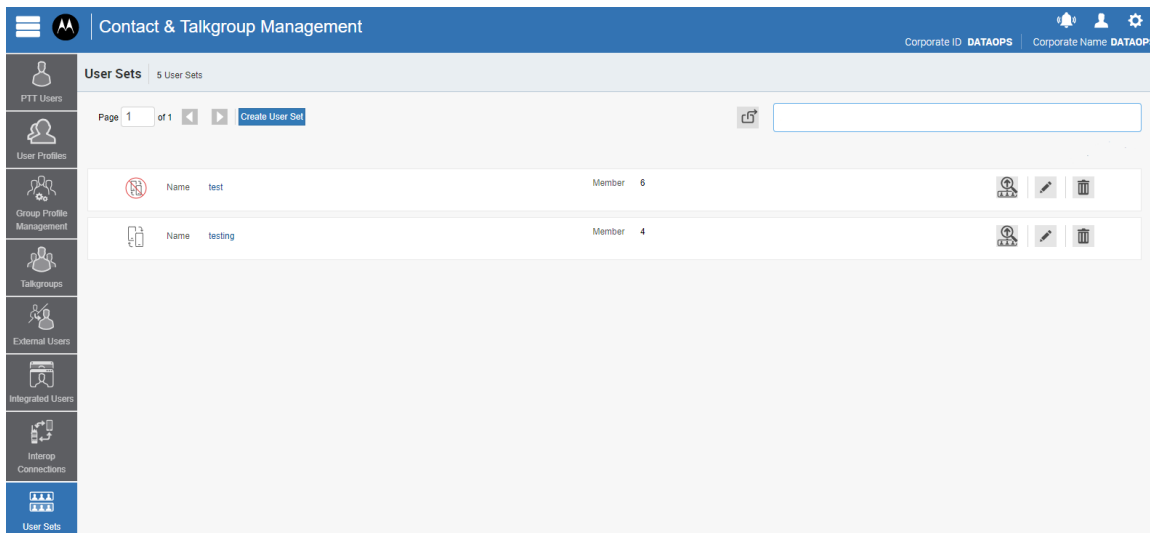 Contact & Talkgroup Management
Corporate ID DATAOPS
Corporate Name DATAOP
PTT Users
User Profiles
Group Profile
Management
Talkgroups
External Users
Integrated Users
Interop
Connections
User Sets
User Sets 5 User Sets
Page 1 of 1 Create User Set
Name test Member 6
Name testing Member 4